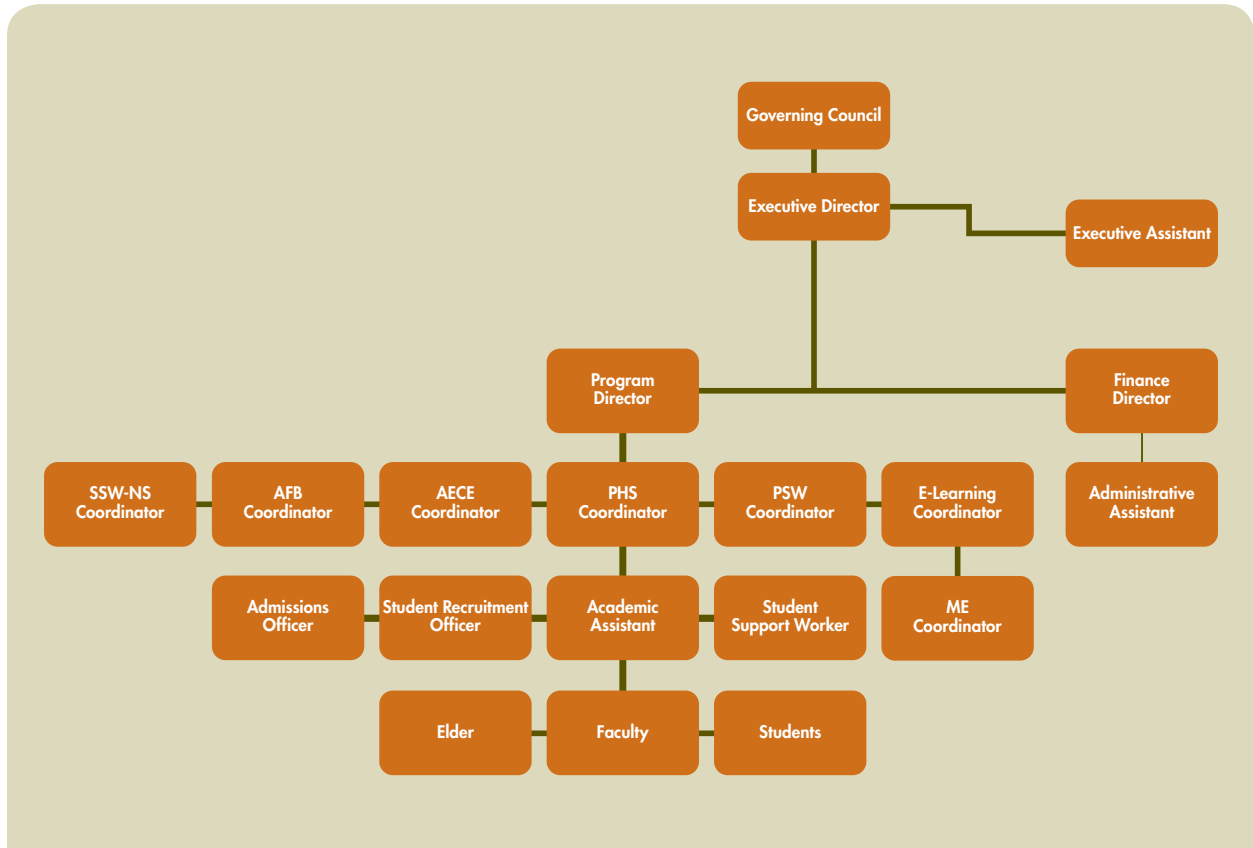 Governing Council
Executive Director
Executive Assistant
Program
Director
Finance
Director
SSW-NS
Coordinator
AFB
Coordinator
AECE
Coordinator
PHS
Coordinator
PSW
Coordinator
E-Learning
Coordinator
Administrative
Assistant
Admissions
Officer
Student Recruitment
Officer
Academic
Assistant
Student
Support Worker
ME
Coordinator
Elder
Faculty
Students